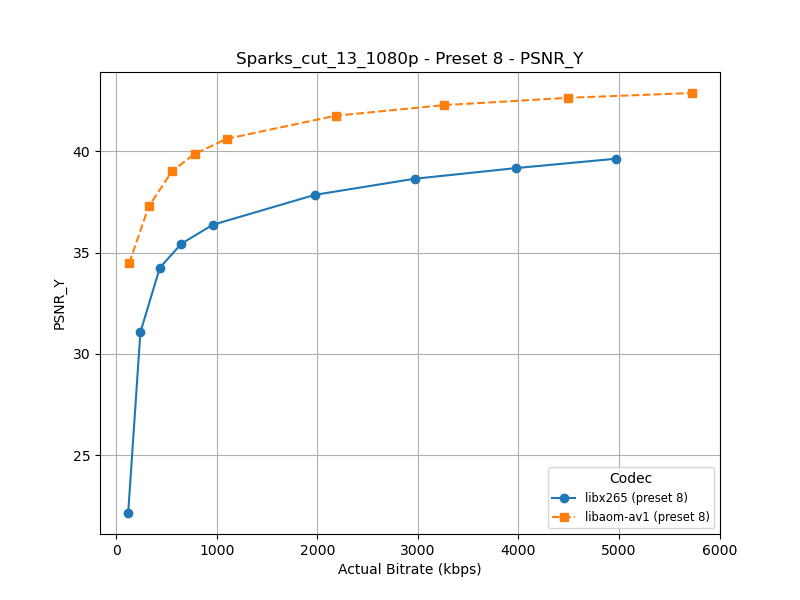 Sparks_cut_13_1080p - Preset 8 - PSNR_Y
PSNR_Y
40
35
30
25
0 1000 2000 3000 4000 5000 6000
Actual Bitrate (kbps)
Codec
libx265 (preset 8)
libaom-av1 (preset 8)